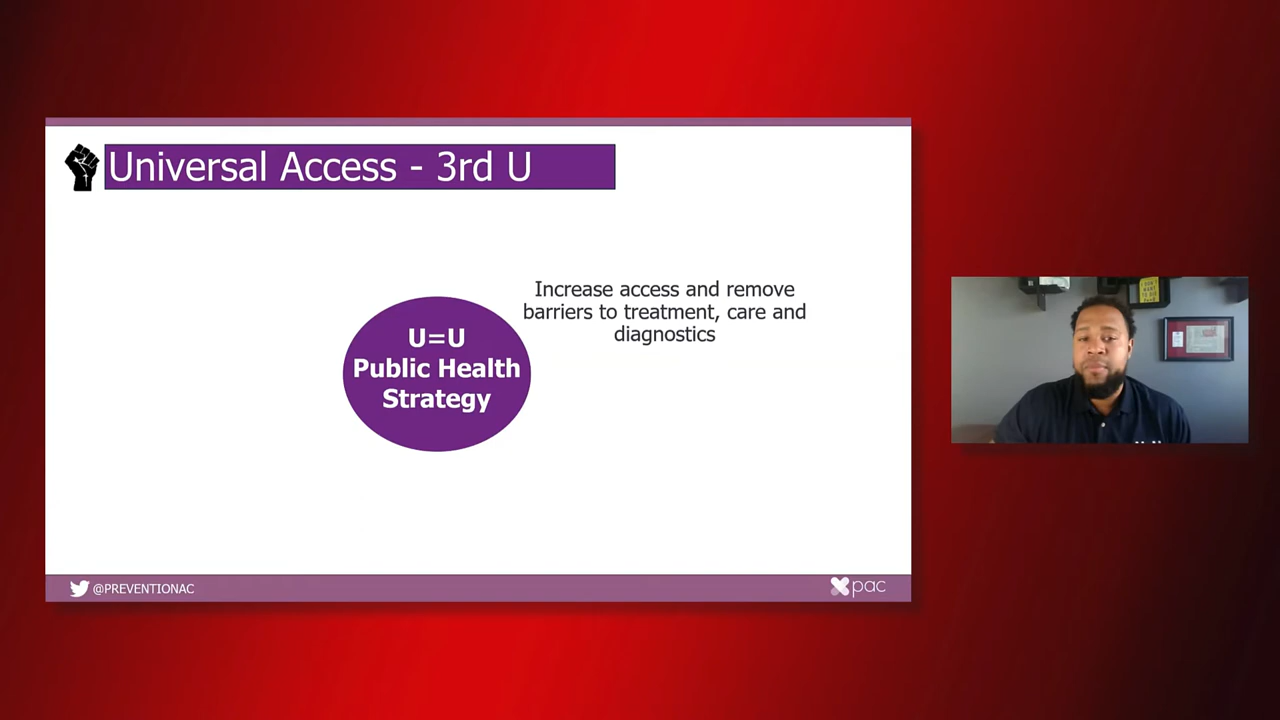 Universal Access - 3rd U
Increase access and remove
barriers to treatment, care and
diagnostics
U=U
Public Health
Strategy
@PREVENTIONAC
pac